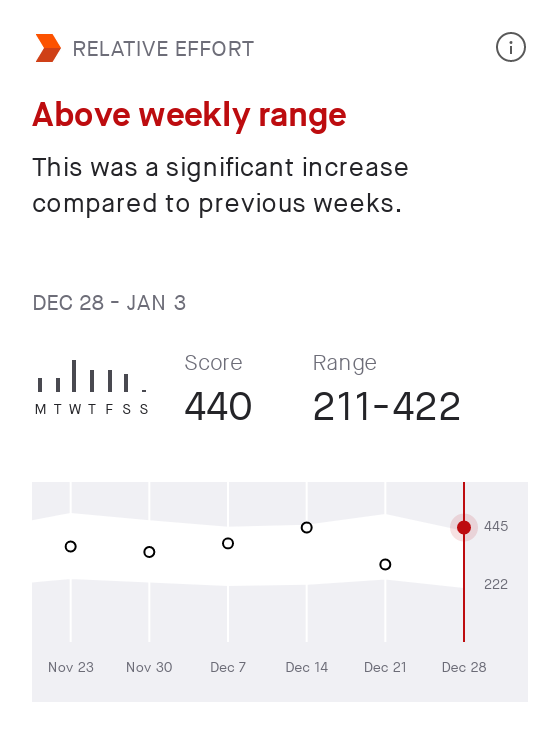 RELATIVE EFFORT
Above weekly range
This was a significant increase
compared to previous weeks.
DEC 28 - JAN 3
Score
Range
M T W T F S S
440
211-422
445
222
Nov 23
Nov 30
Dec 7
Dec 14
Dec 21
Dec 28